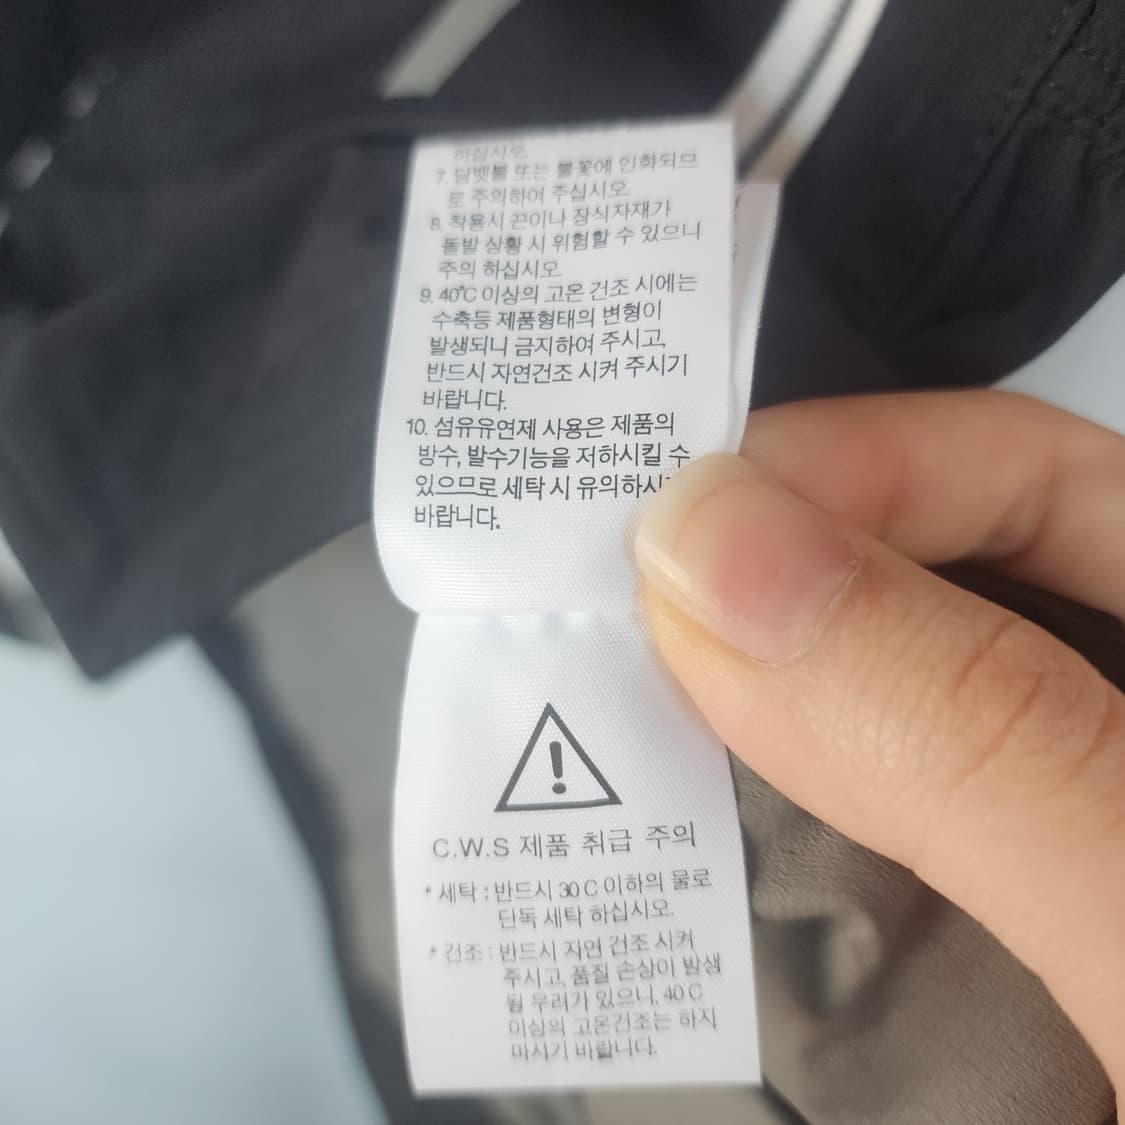 하십시오.
7. 담뱃불 또는 불꽃에 인화되므
로 주의하여 주십시오.
8. 착용시 끈이나 장식자재가
돌발 상황 시 위험할 수 있으니
주의 하십시오.
9. 40°C 이상의 고온 건조 시에는
수축등 제품형태의 변형이
발생되니 금지하여 주시고,
반드시 자연건조 시켜 주시기
바랍니다.
10. 섬유유연제 사용은 제품의
방수, 발수기능을 저하시킬 수
있으므로 세탁 시 유의하시
바랍니다.
C.W.S 제품 취급 주의
* 세탁 : 반드시 30 C 이하의 물로
단독 세탁 하십시오.
* 건조 : 반드시 자연 건조 시켜
주시고, 품질 손상이 발생
될 우려가 있으니, 40 C
이상의 고온건조는 하지
마시기 바랍니다.